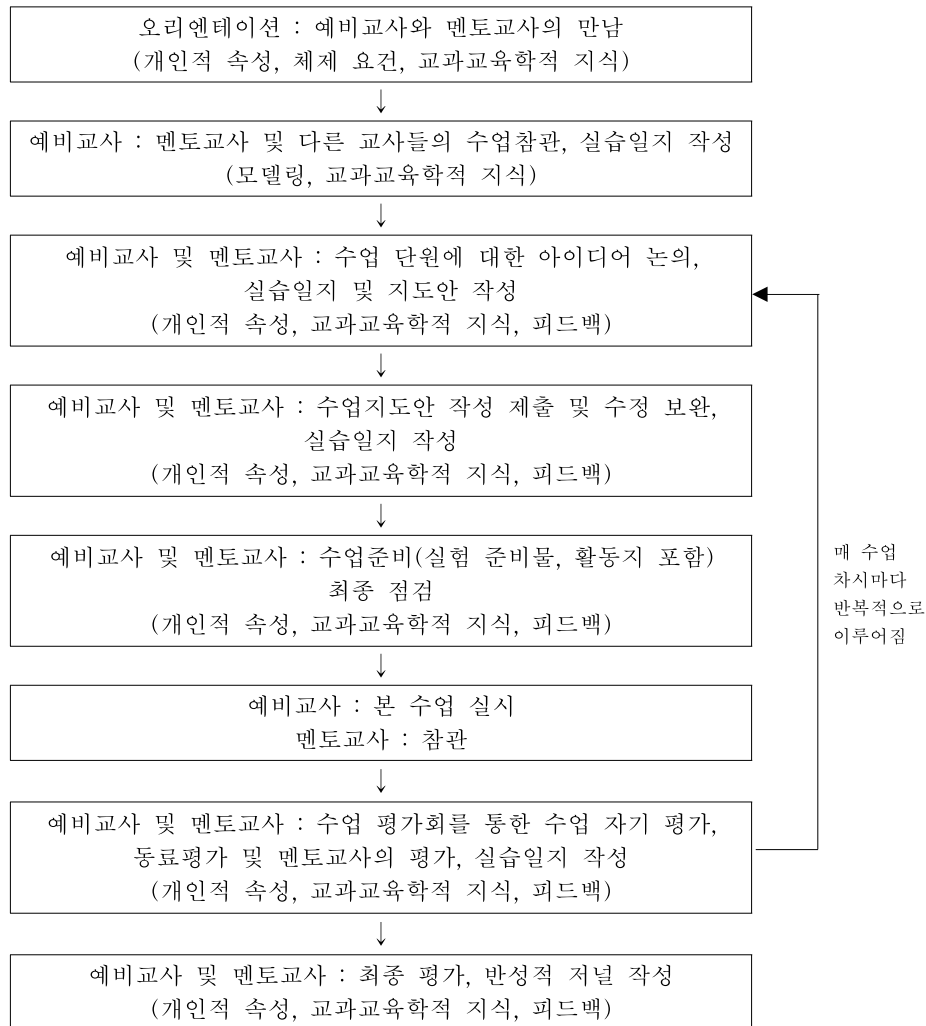 오리엔테이션 : 예비교사와 멘토교사의 만남
(개인적 속성, 체제 요건, 교과교육학적 지식)
↓
예비교사 : 멘토교사 및 다른 교사들의 수업참관, 실습일지 작성
(모델링, 교과교육학적 지식)
↓
예비교사 및 멘토교사 : 수업 단원에 대한 아이디어 논의,
실습일지 및 지도안 작성
(개인적 속성, 교과교육학적 지식, 피드백)
↓
예비교사 및 멘토교사 : 수업지도안 작성 제출 및 수정 보완,
실습일지 작성
(개인적 속성, 교과교육학적 지식, 피드백)
↓
예비교사 및 멘토교사 : 수업준비(실험 준비물, 활동지 포함)
최종 점검
(개인적 속성, 교과교육학적 지식, 피드백)
↓
예비교사 : 본 수업 실시
멘토교사 : 참관
↓
예비교사 및 멘토교사 : 수업 평가회를 통한 수업 자기 평가,
동료평가 및 멘토교사의 평가, 실습일지 작성
(개인적 속성, 교과교육학적 지식, 피드백)
↓
예비교사 및 멘토교사 : 최종 평가, 반성적 저널 작성
(개인적 속성, 교과교육학적 지식, 피드백)
매 수업
차시마다
반복적으로
이루어짐